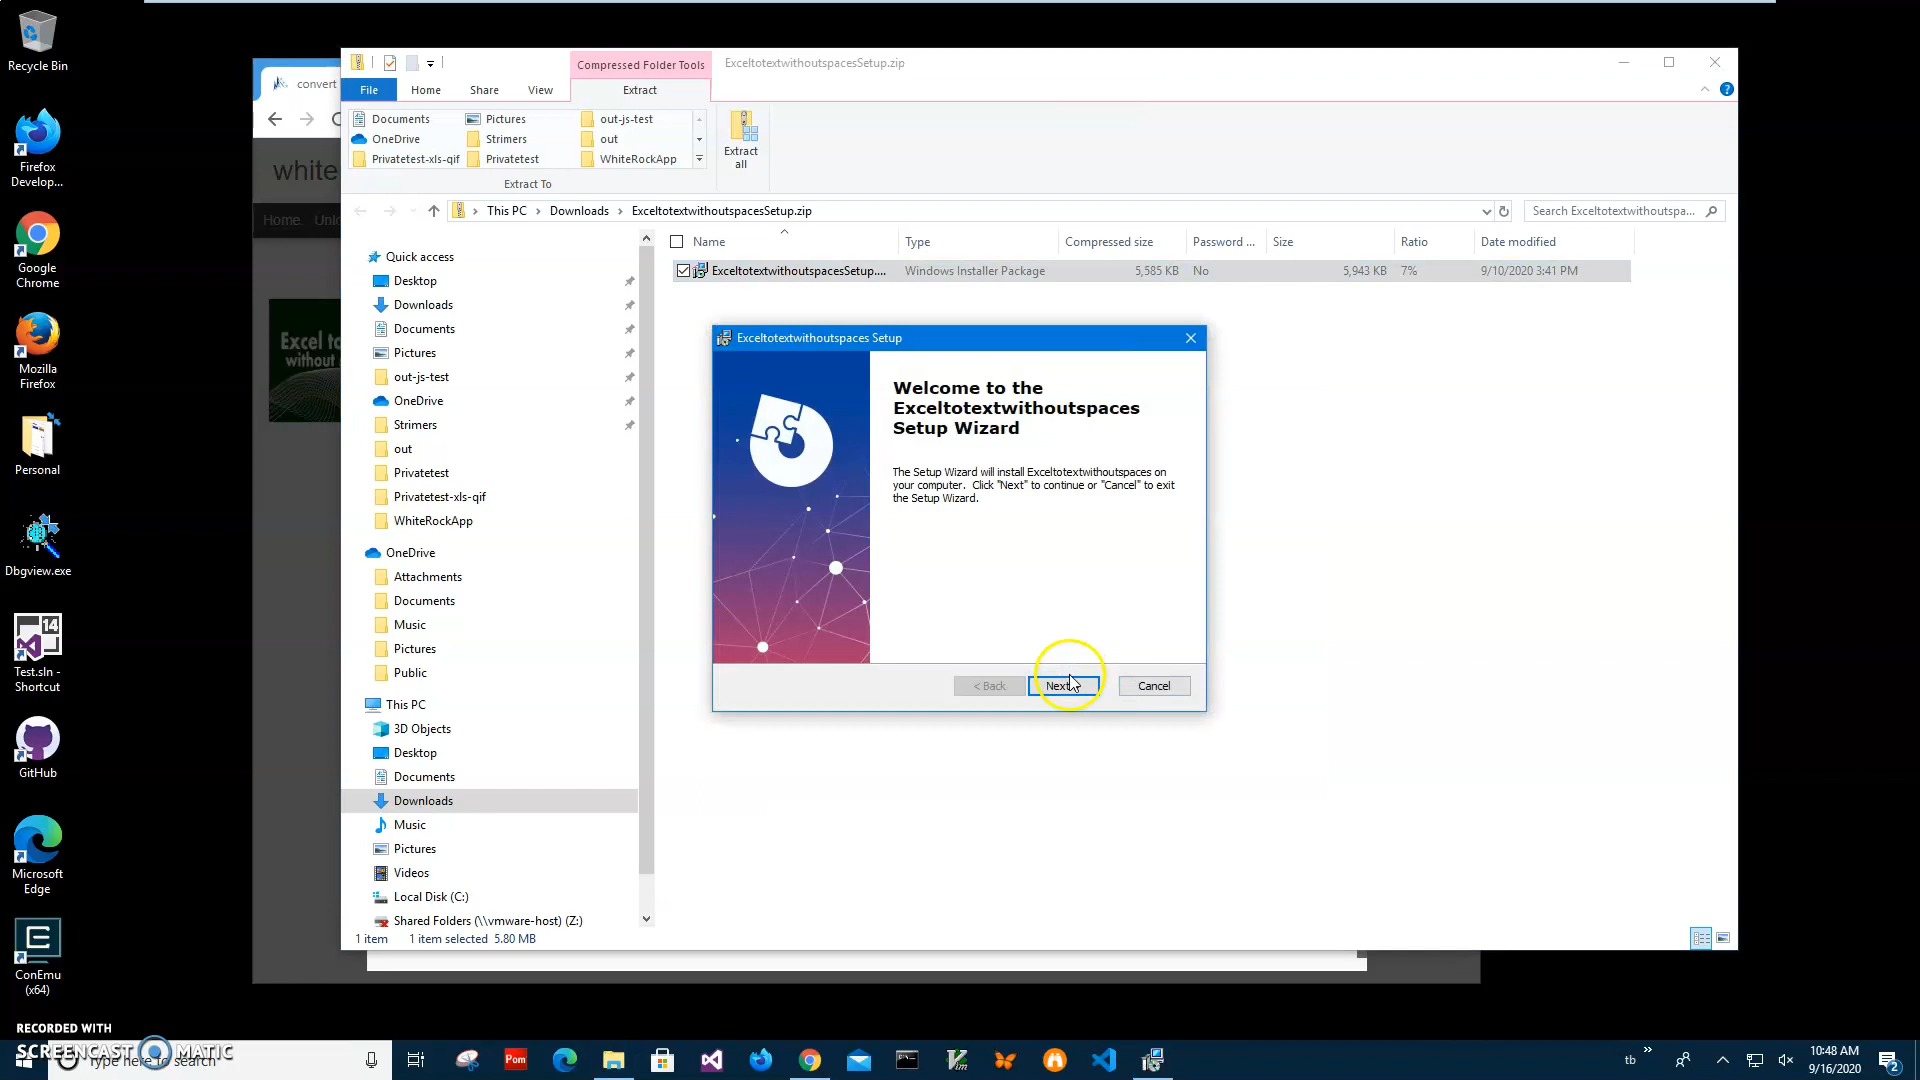 Recycle Bin
Firefox
Develop...
Google
Chrome
Mozilla
Firefox
Personal
Dbgview.exe
14
Test.sln -
Shortcut
GitHub
Microsoft
Edge
ConEmu
(x64)
convert
white
Home
Excel to
without
Compressed Folder Tools
ExceltotextwithoutspacesSetup.zip
File
Home
Share
View
Extract
Documents
Pictures
out-js-test
OneDrive
Strimers
out
Privatetest-xls-qif
Privatetest
WhiteRockApp
Extract To
Extract
all
This PC
Downloads
ExceltotextwithoutspacesSetup.zip
Search Exceltotextwithoutspa...
Name
Type
Compressed size
Password ...
Size
Ratio
Date modified
ExceltotextwithoutspacesSetup....
Windows Installer Package
5,585 KB
No
5,943 KB
7%
9/10/2020 3:41 PM
Quick access
Desktop
Downloads
Documents
Pictures
out-js-test
OneDrive
Strimers
out
Privatetest
Privatetest-xls-qif
WhiteRockApp
OneDrive
Attachments
Documents
Music
Pictures
Public
This PC
3D Objects
Desktop
Documents
Downloads
Music
Pictures
Videos
Local Disk (C:)
Shared Folders (\\vmware-host) (Z:)
1 item
1 item selected 5.80 MB
Exceltotextwithoutspaces Setup
Welcome to the
Exceltotextwithoutspaces
Setup Wizard
The Setup Wizard will install Exceltotextwithoutspaces on
your computer. Click "Next" to continue or "Cancel" to exit
the Setup Wizard.
< Back
Next
Cancel
RECORDED WITH
SCREENCAST MATIC
Type here to search
Pom
Vim
tb
10:48 AM
9/16/2020
2